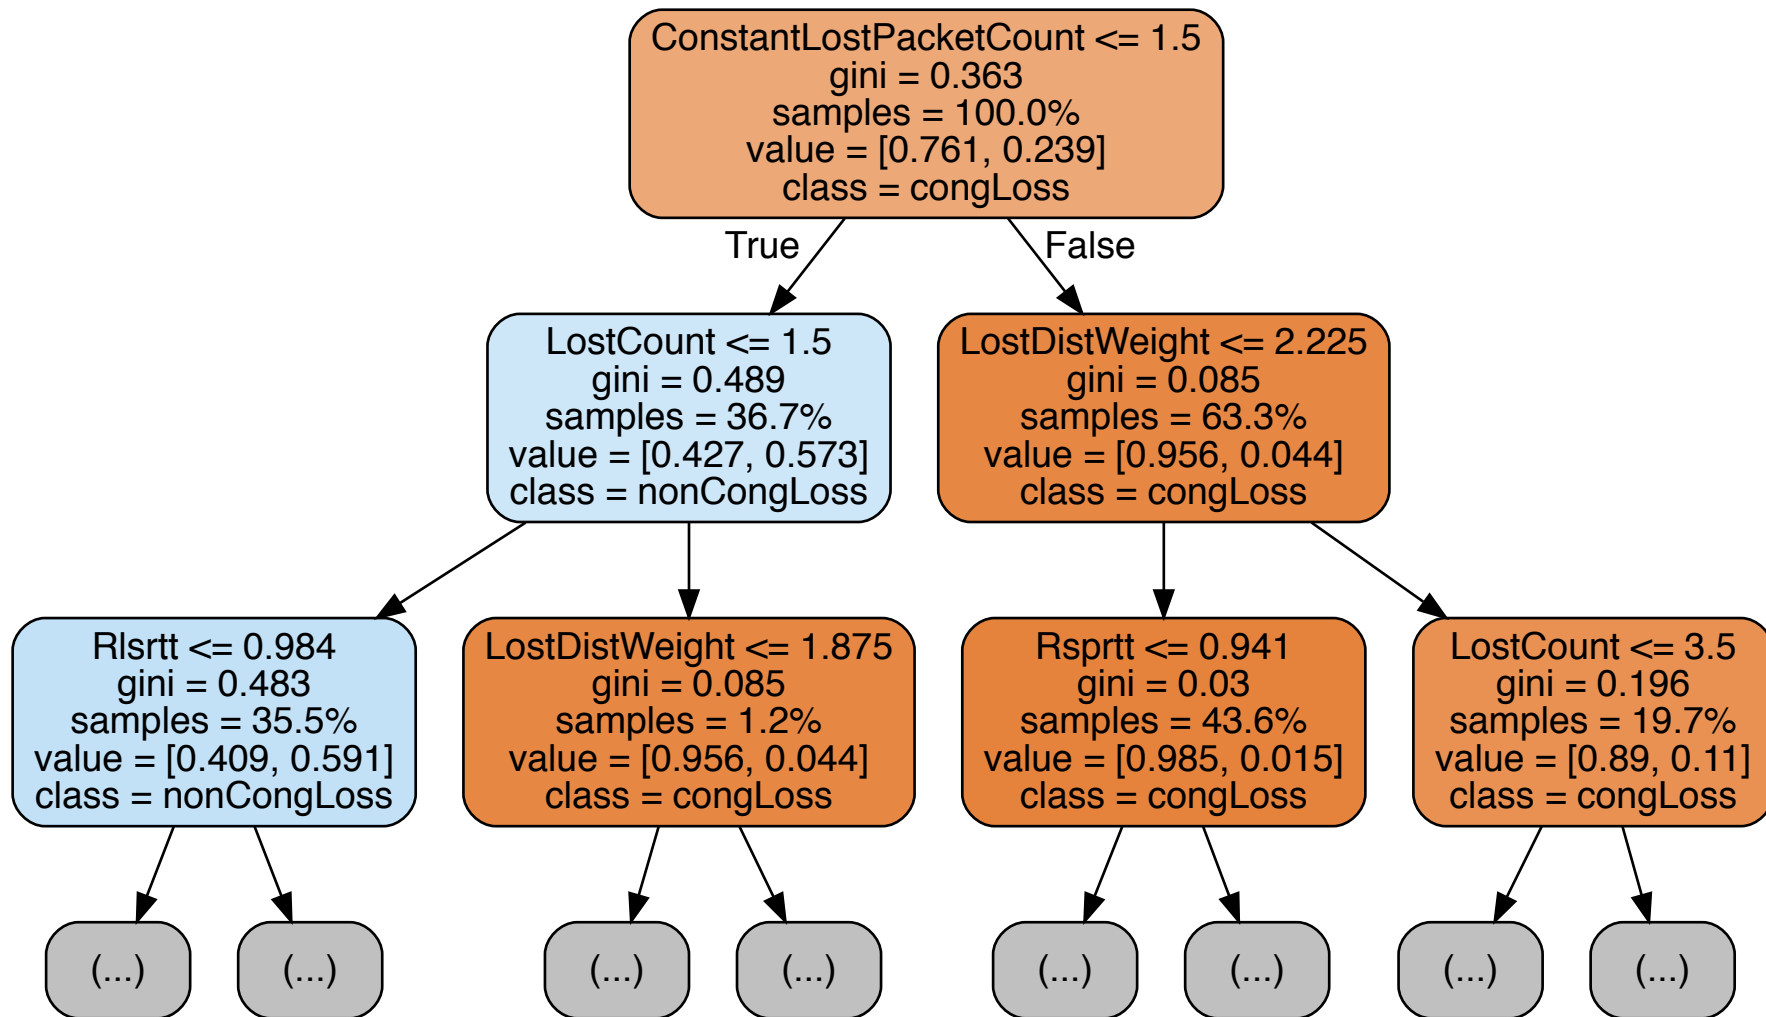 ConstantLostPacketCount <= 1.5
gini = 0.363
samples = 100.0%
value = [0.761, 0.239]
class = congLoss
True
False
LostCount <= 1.5
gini = 0.489
samples = 36.7%
value = [0.427, 0.573]
class = nonCongLoss
LostDistWeight <= 2.225
gini = 0.085
samples = 63.3%
value = [0.956, 0.044]
class = congLoss
Rlsrtt <= 0.984
gini = 0.483
samples = 35.5%
value = [0.409, 0.591]
class = nonCongLoss
LostDistWeight <= 1.875
gini = 0.085
samples = 1.2%
value = [0.956, 0.044]
class = congLoss
Rsprtt <= 0.941
gini = 0.03
samples = 43.6%
value = [0.985, 0.015]
class = congLoss
LostCount <= 3.5
gini = 0.196
samples = 19.7%
value = [0.89, 0.11]
class = congLoss
(...)
(...)
(...)
(...)
(...)
(...)
(...)
(...)